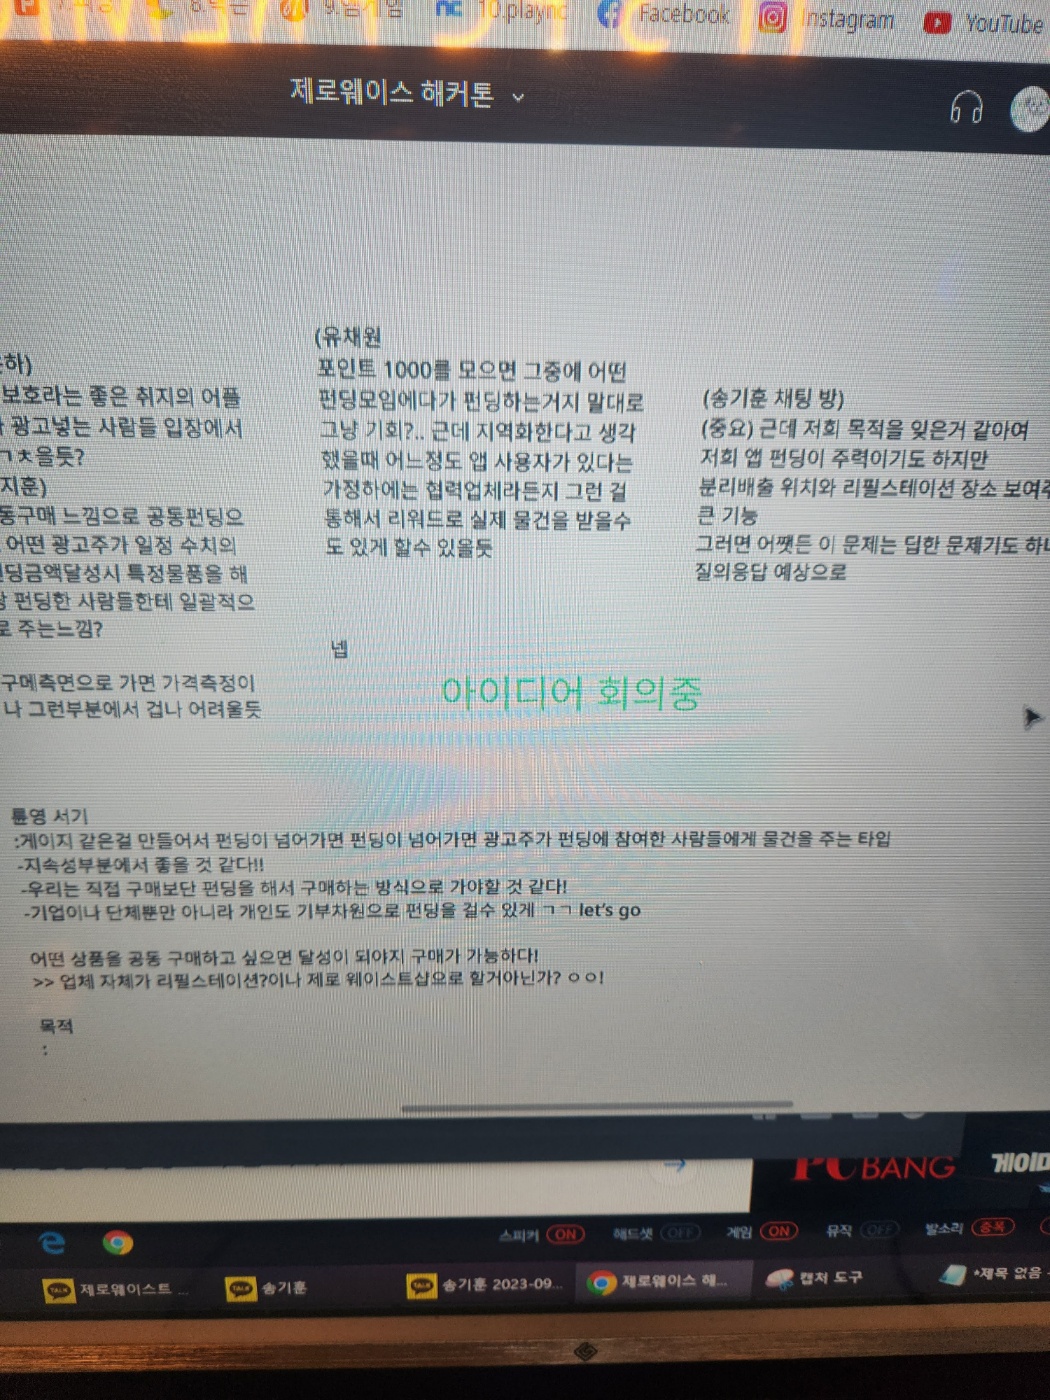 9.엠게임
10.plaync
Facebook
Instagram
YouTube
제로웨이스 해커톤
하)
보호라는 좋은 취지의 어플
광고넣는 사람들 입장에서
ㄱㅊ을듯?
지훈)
동구매 느낌으로 공동펀딩으
어떤 광고주가 일정 수치의
딩금액달성시 특정물품을 해
당 펀딩한 사람들한테 일괄적으
로 주는느낌?
구메측면으로 가면 가격측정이
나 그런부분에서 겁나 어려울듯
(유채원
포인트 1000를 모으면 그중에 어떤
펀딩모임에다가 펀딩하는거지 말대로
그냥 기회?.. 근데 지역화한다고 생각
했을때 어느정도 앱 사용자가 있다는
가정하에는 협력업체라든지 그런 걸
통해서 리워드로 실제 물건을 받을수
도 있게 할수 있을듯
넵
(송기훈 채팅 방)
(중요) 근데 저희 목적을 잊은거 같아여
저희 앱 펀딩이 주력이기도 하지만
분리배출 위치와 리필스테이션 장소 보여주
큰 기능
그러면 어쨋든 이 문제는 딥한 문제기도 하니
질의응답 예상으로
아이디어 회의중
륜영 서기
:게이지 같은걸 만들어서 펀딩이 넘어가면 펀딩이 넘어가면 광고주가 펀딩에 참여한 사람들에게 물건을 주는 타입
-지속성부분에서 좋을 것 같다!!
-우리는 직접 구매보단 펀딩을 해서 구매하는 방식으로 가야할 것 같다!
-기업이나 단체뿐만 아니라 개인도 기부차원으로 펀딩을 걸수 있게 ㄱㄱ let's go
어떤 상품을 공동 구매하고 싶으면 달성이 되야지 구매가 가능하다!
>> 업체 자체가 리필스테이션?이나 제로 웨이스트샵으로 할거아닌가? ㅇㅇ!
목적
:
PC BANG 게이머
스피커 ON 헤드셋 OFF 게임 ON 뮤직 OFF 발소리 증폭
TALK 제로웨이스트 ... TALK 송기훈 TALK 송기훈 2023-09... 제로웨이스 해... 캡처 도구 *제목 없음 -